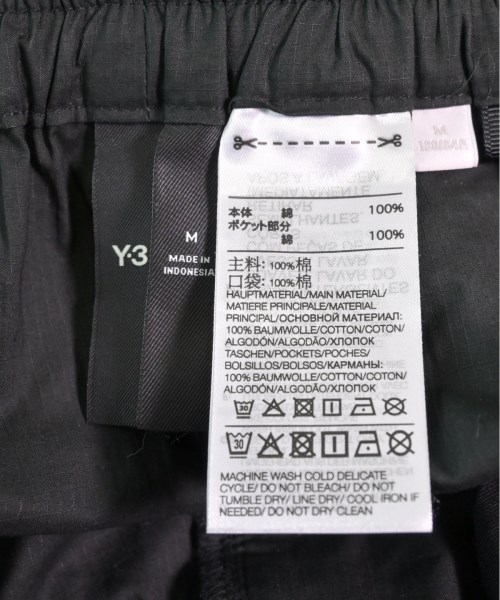 Y-3
M
MADE IN
INDONESIA
本体 綿 100%
ポケット部分
綿 100%
主料: 100%棉
口袋: 100%棉
HAUPTMATERIAL/MAIN MATERIAL/
MATIERE PRINCIPALE/MATERIAL
PRINCIPAL/ОСНОВНОЙ МАТЕРИАЛ:
100% BAUMWOLLE/COTTON/COTON/
ALGODÓN/ALGODÃO/ХЛОПОК
TASCHEN/POCKETS/POCHES/
BOLSILLOS/BOLSOS/КАРМАНЫ:
100% BAUMWOLLE/COTTON/COTON/
ALGODÓN/ALGODÃO/ХЛОПОК
30
30
MACHINE WASH COLD DELICATE
CYCLE/ DO NOT BLEACH/ DO NOT
TUMBLE DRY/ LINE DRY/ COOL IRON IF
NEEDED/ DO NOT DRY CLEAN